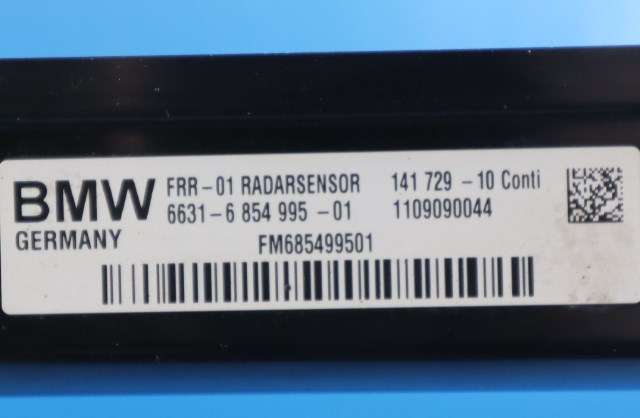 BMW FRR-01 RADARSENSOR 141 729 -10 Conti
6631-6 854 995 -01 1109090044
GERMANY FM685499501